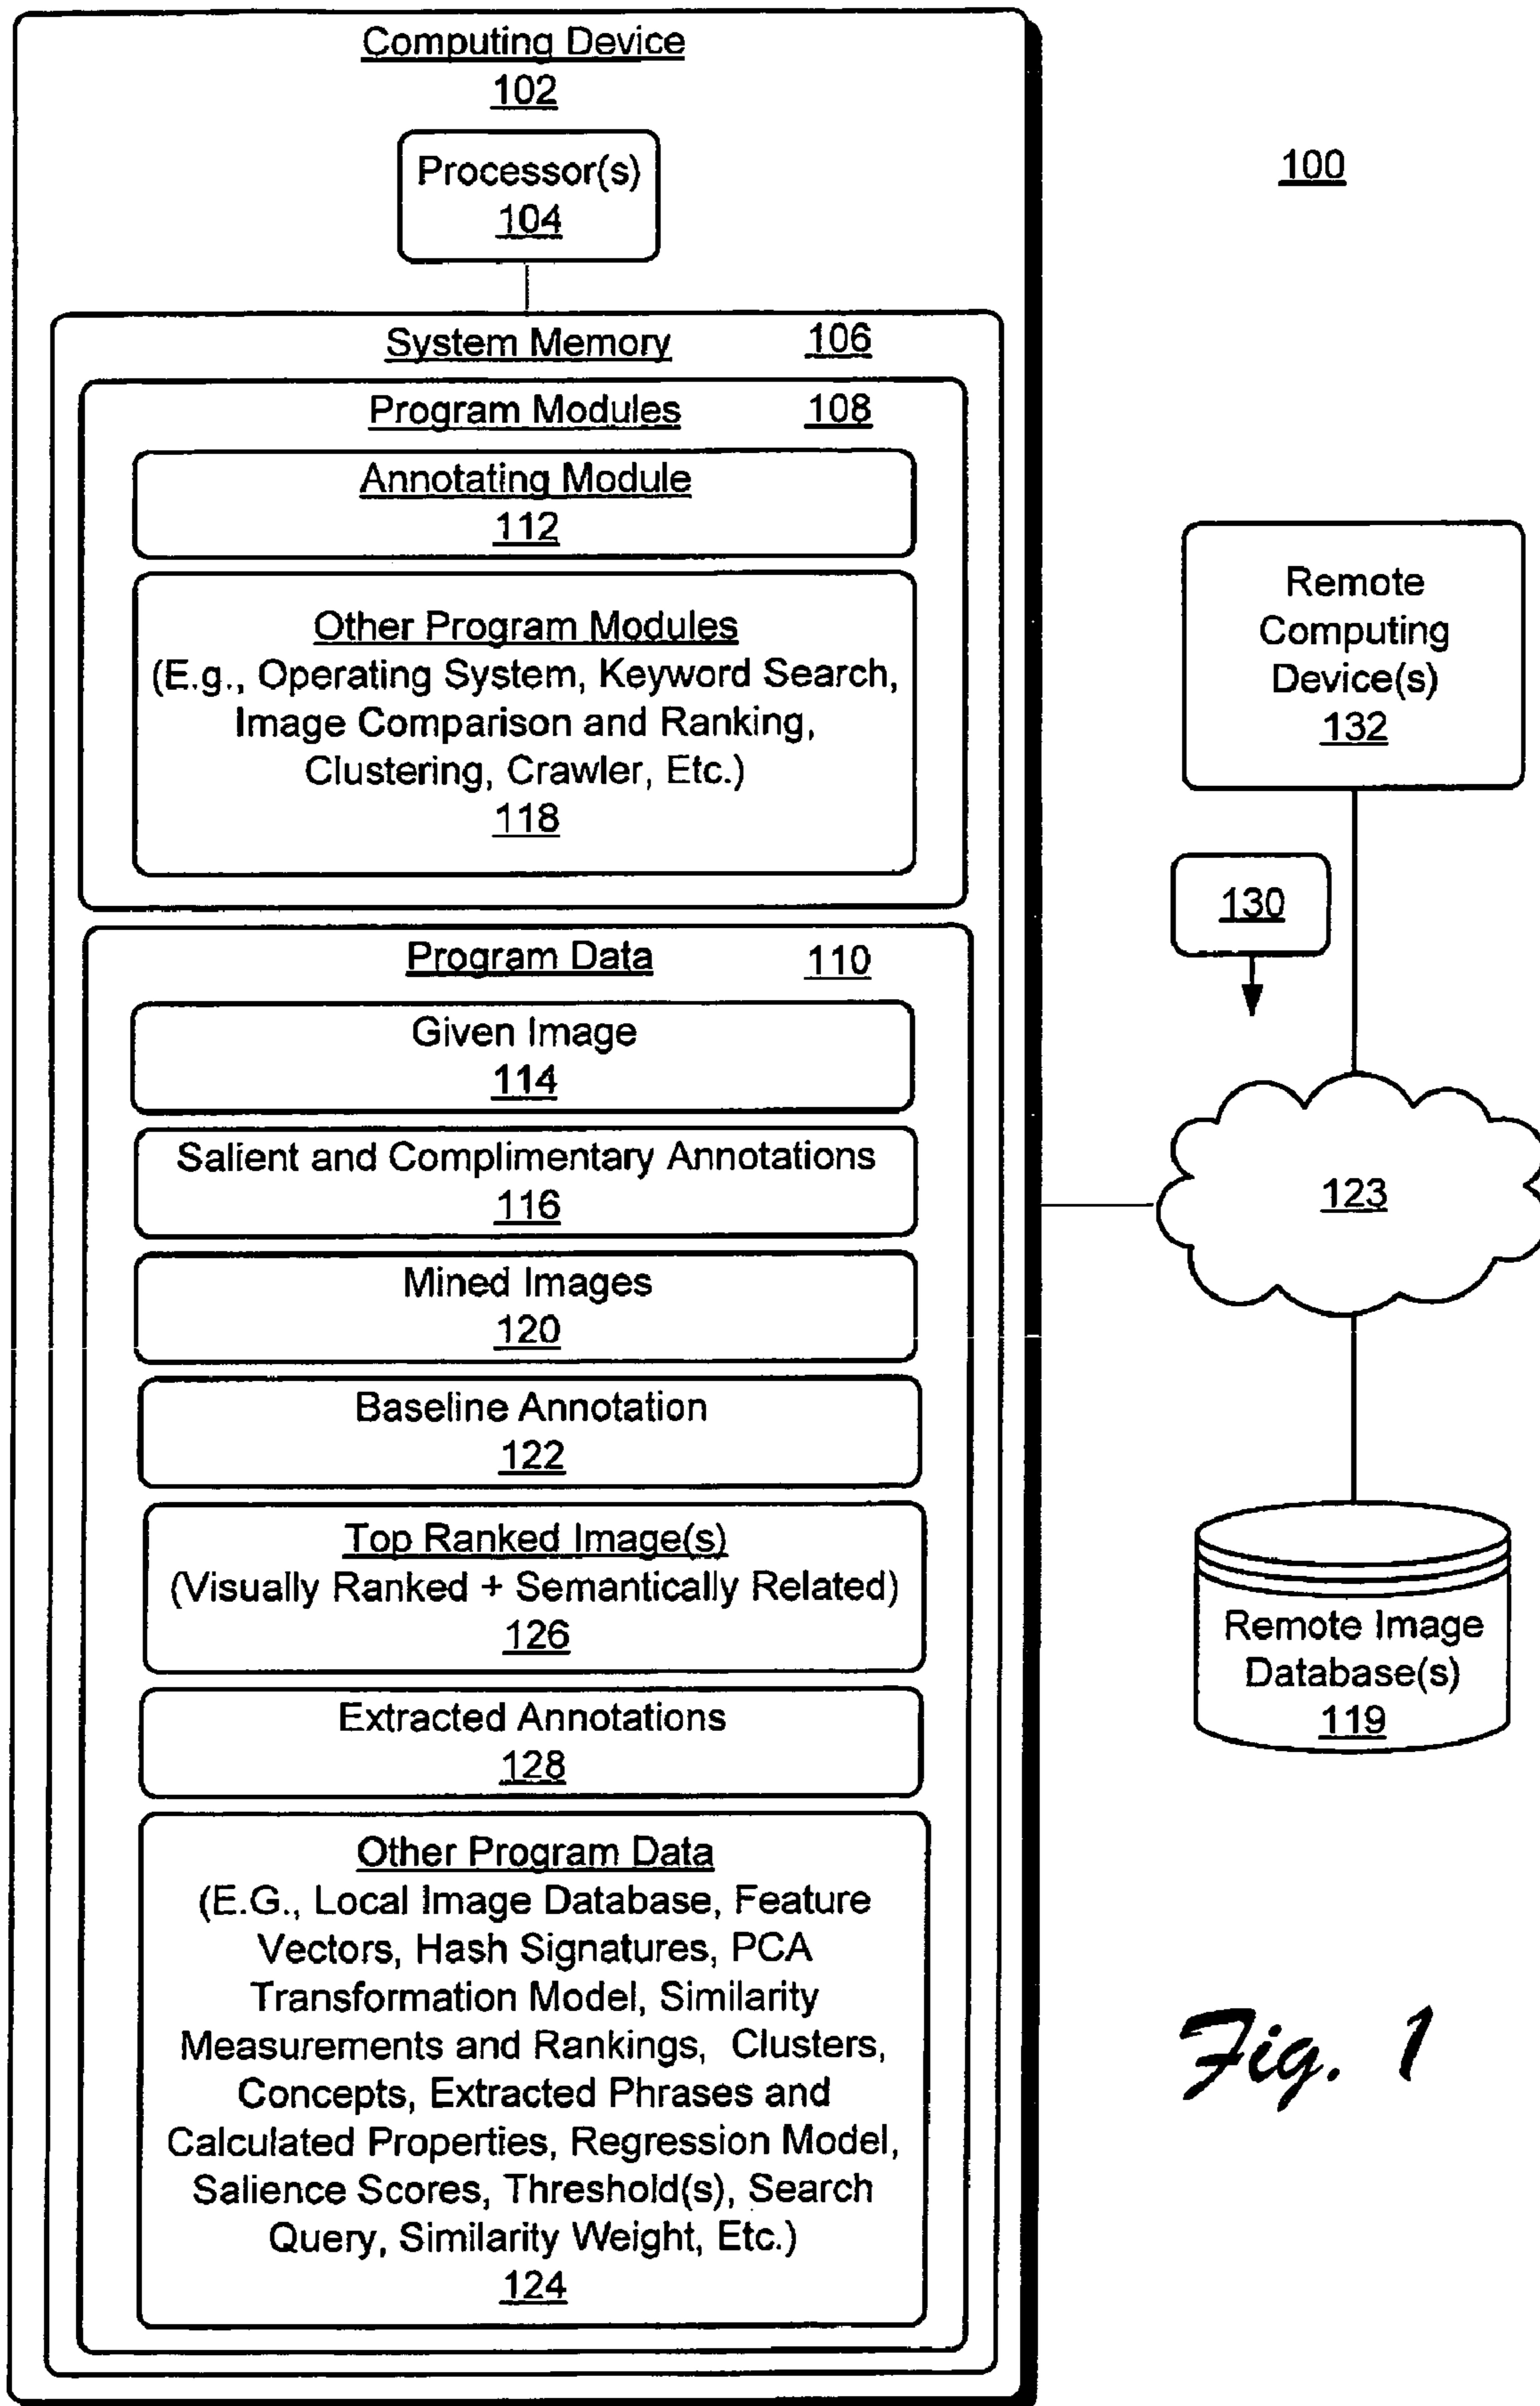 Computing Device
102
Processor(s)
104
System Memory 106
Program Modules 108
Annotating Module
112
Other Program Modules
(E.g., Operating System, Keyword Search,
Image Comparison and Ranking,
Clustering, Crawler, Etc.)
118
Program Data 110
Given Image
114
Salient and Complimentary Annotations
116
Mined Images
120
Baseline Annotation
122
Top Ranked Image(s)
(Visually Ranked + Semantically Related)
126
Extracted Annotations
128
Other Program Data
(E.G., Local Image Database, Feature
Vectors, Hash Signatures, PCA
Transformation Model, Similarity
Measurements and Rankings, Clusters,
Concepts, Extracted Phrases and
Calculated Properties, Regression Model,
Salience Scores, Threshold(s), Search
Query, Similarity Weight, Etc.)
124
100
Remote
Computing
Device(s)
132
130
123
Remote Image
Database(s)
119
Fig. 1